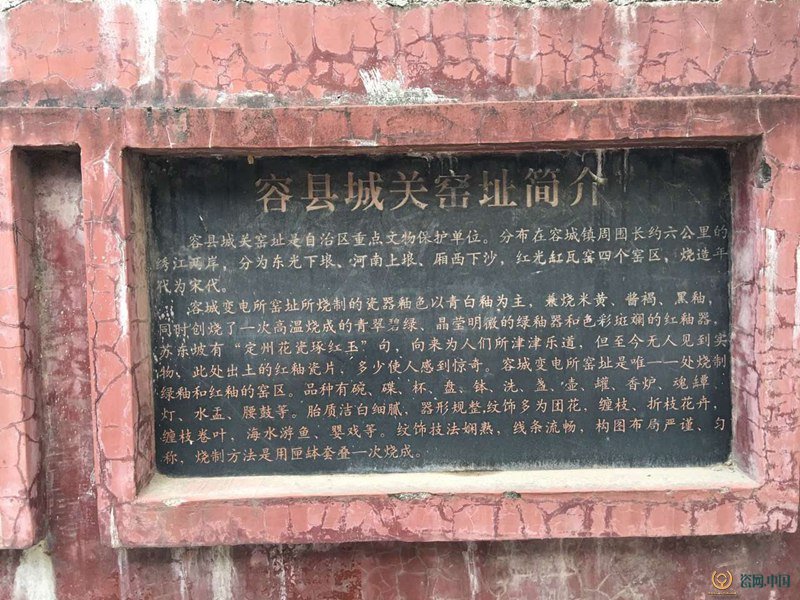 容县城关窑址简介
容县城关窑址是自治区重点文物保护单位。分布在容城镇周围长约六公里的
绣江两岸,分为东光下垠、河南上垠、厢西下沙,红光缸瓦窑四个窑区,烧造年
代为宋代。
容城变电所窑址所烧制的瓷器釉色以青白釉为主,兼烧米黄、酱褐、黑釉,
同时创烧了一次高温烧成的青翠碧绿、晶莹明徽的绿釉器和色彩斑斓的红釉器,
苏东坡有“定州花瓷琢红玉”句,向来为人们所津津乐道,但至今无人见到实
物、此处出土的红釉瓷片,多少使人感到惊奇。容城变电所窑址是唯一一处烧制
绿釉和红釉的窑区。品种有碗、碟、杯、盘、钵、洗、盏、壶、罐、香炉、魂罈
灯、水盂、腰鼓等。胎质洁白细腻,器形规整,纹饰多为团花,缠枝、折枝花卉,
缠枝卷叶,海水游鱼、婴戏等。纹饰技法娴熟,线条流畅,构图布局严谨、匀
称,烧制方法是用匣鉢套叠一次烧成。
瓷网.中国